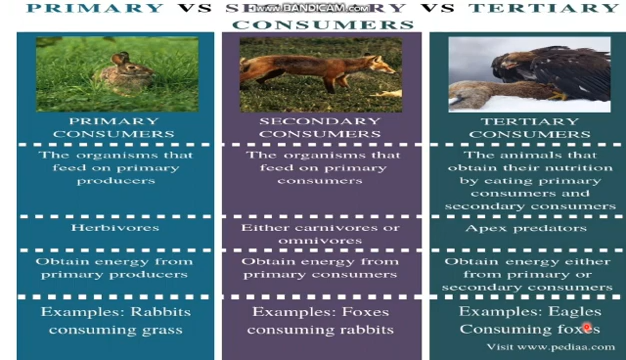 PRIMARY VS SECONDARY VS TERTIARY
www.BANDICAM.com
CONSUMERS
PRIMARY
CONSUMERS
The organisms that
feed on primary
producers
Herbivores
Obtain energy from
primary producers
Examples: Rabbits
consuming grass
SECONDARY
CONSUMERS
The organisms that
feed on primary
consumers
Either carnivores or
omnivores
Obtain energy from
primary consumers
Examples: Foxes
consuming rabbits
TERTIARY
CONSUMERS
The animals that
obtain their nutrition
by eating primary
consumers and
secondary consumers
Apex predators
Obtain energy either
from primary or
secondary consumers
Examples: Eagles
Consuming foxes
Visit www.pediaa.com